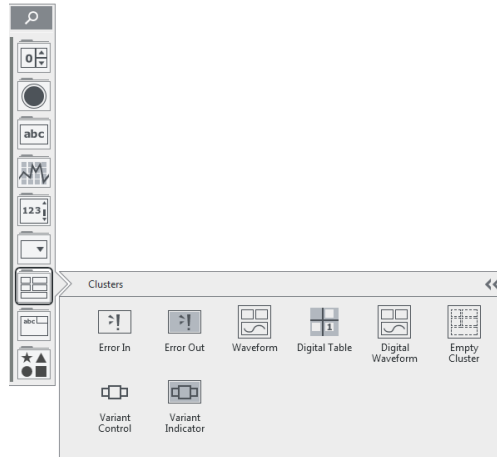 0
abc
123
abc
Clusters
Error In
Error Out
Waveform
Digital Table
1
Digital
Waveform
Empty
Cluster
Variant
Control
Variant
Indicator